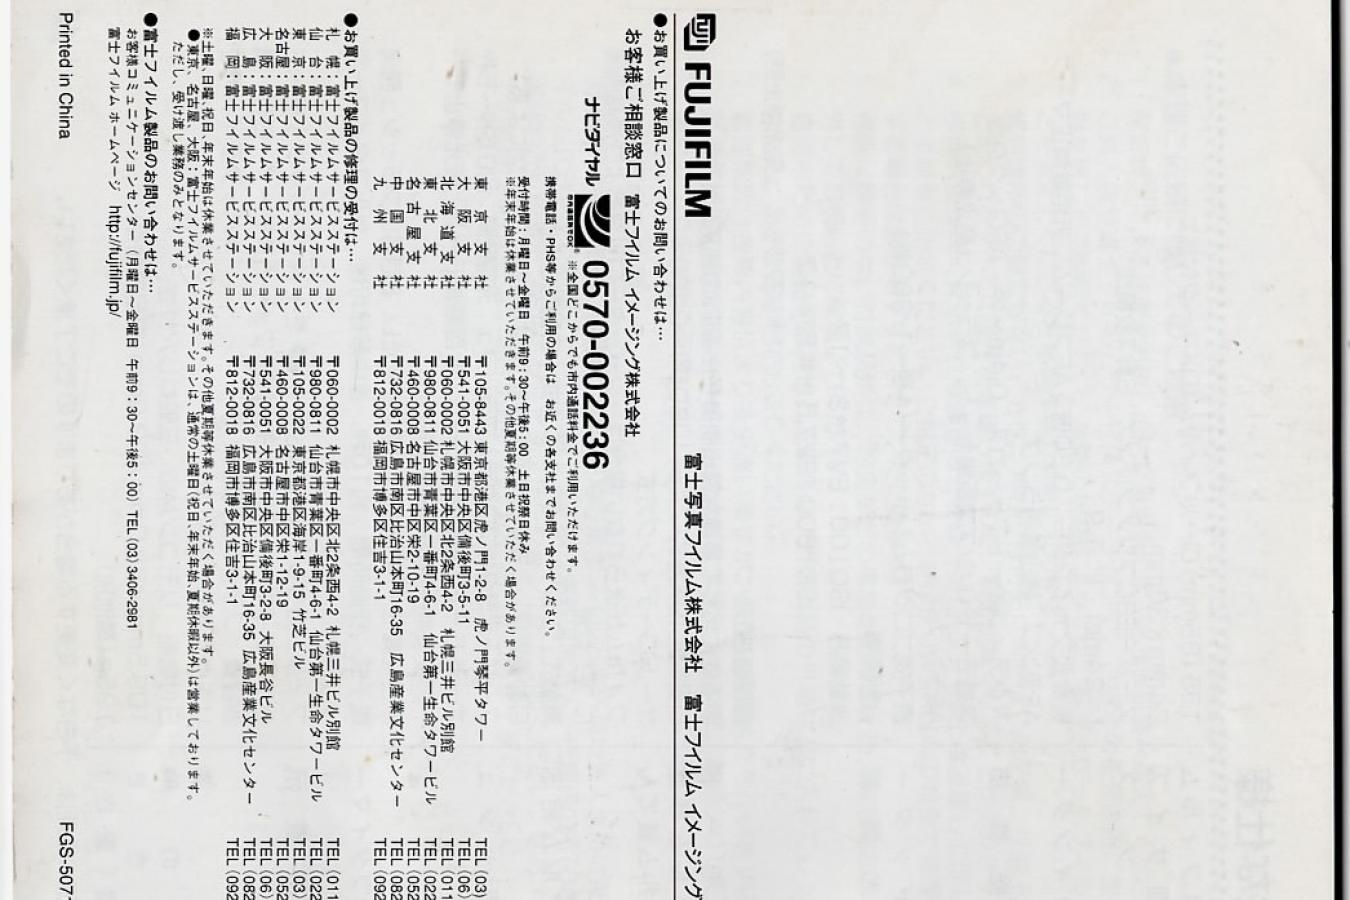 FUJIFILM 富士写真フイルム株式会社 富士フイルム イメージング
●お買い上げ製品についてのお問い合わせは…
お客様ご相談窓口 富士フイルム イメージング株式会社
ナビダイヤル 0570-002236
※全国どこからでも市内通話料金でご利用いただけます。
携帯電話・PHS等からご利用の場合は お近くの各支社までお問い合わせください。
受付時間：月曜日～金曜日 午前9：30～午後5：00 土日祝祭日休み
※年末年始は休業させていただきます。その他夏期等休業させていただく場合があります。
東京支社 〒105-8443 東京都港区虎ノ門1-2-8 虎ノ門琴平タワー TEL (03)
大阪支社 〒541-0051 大阪市中央区備後町3-5-11 TEL (06)
北海道支社 〒060-0002 札幌市中央区北2条西4-2 札幌三井ビル別館 TEL (011
東北支社 〒980-0811 仙台市青葉区一番町4-6-1 仙台第一生命タワービル TEL (022
名古屋支社 〒460-0008 名古屋市中区栄2-10-19 TEL (052
中国支社 〒732-0816 広島市南区比治山本町16-35 広島産業文化センター TEL (082
九州支社 〒812-0018 福岡市博多区住吉3-1-1 TEL (092
●お買い上げ製品の修理の受付は…
札幌：富士フイルムサービスステーション 〒060-0002 札幌市中央区北2条西4-2 札幌三井ビル別館 TEL (011
仙台：富士フイルムサービスステーション 〒980-0811 仙台市青葉区一番町4-6-1 仙台第一生命タワービル TEL (022
東京：富士フイルムサービスステーション 〒105-0022 東京都港区海岸1-9-15 竹芝ビル TEL (03)
名古屋：富士フイルムサービスステーション 〒460-0008 名古屋市中区栄1-12-19 TEL (052
大阪：富士フイルムサービスステーション 〒541-0051 大阪市中央区備後町3-2-8 大阪長谷ビル TEL (06)
広島：富士フイルムサービスステーション 〒732-0816 広島市南区比治山本町16-35 広島産業文化センター TEL (082
福岡：富士フイルムサービスステーション 〒812-0018 福岡市博多区住吉3-1-1 TEL (092
※土曜、日曜、祝日、年末年始は休業させていただきます。その他夏期等休業させていただく場合があります。
●東京、名古屋、大阪：富士フイルムサービスステーションは、通常の土曜日(祝日、年末年始、夏期休暇以外)は営業しております。
ただし、受け渡し業務のみとなります。
●富士フイルム製品のお問い合わせは…
お客様コミュニケーションセンター (月曜日～金曜日 午前9：30～午後5：00) TEL (03)3406-2981
富士フイルムホームページ http://fujifilm.jp/
Printed in China FGS-507